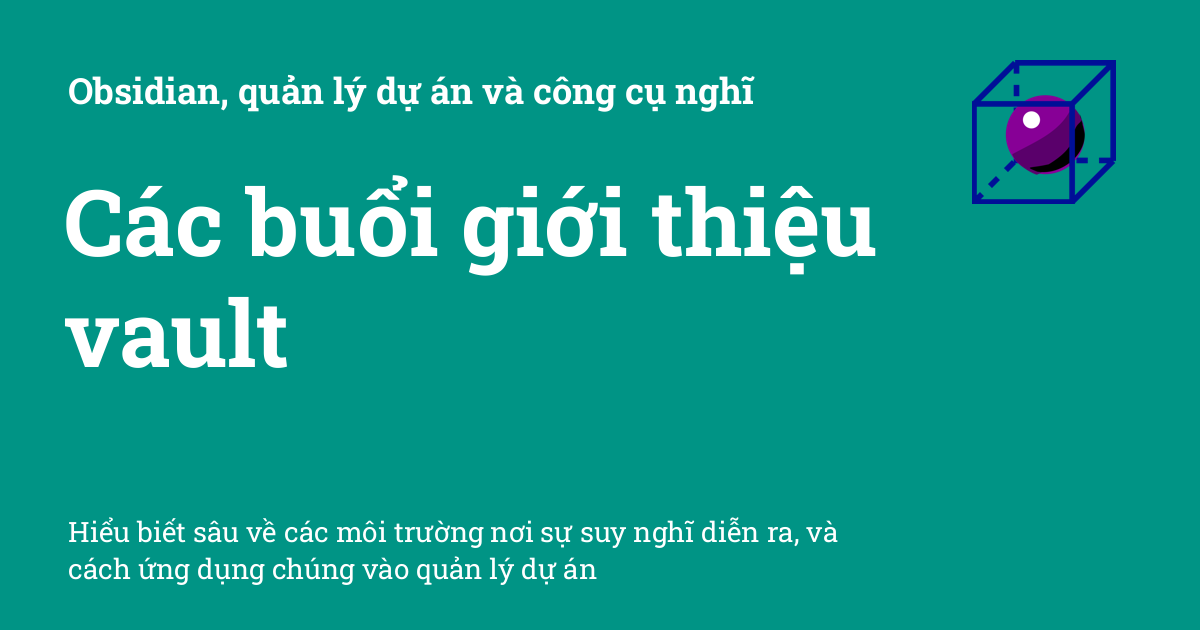 Obsidian, quản lý dự án và công cụ nghĩ
Các buổi giới thiệu
vault
Hiểu biết sâu về các môi trường nơi sự suy nghĩ diễn ra, và
cách ứng dụng chúng vào quản lý dự án